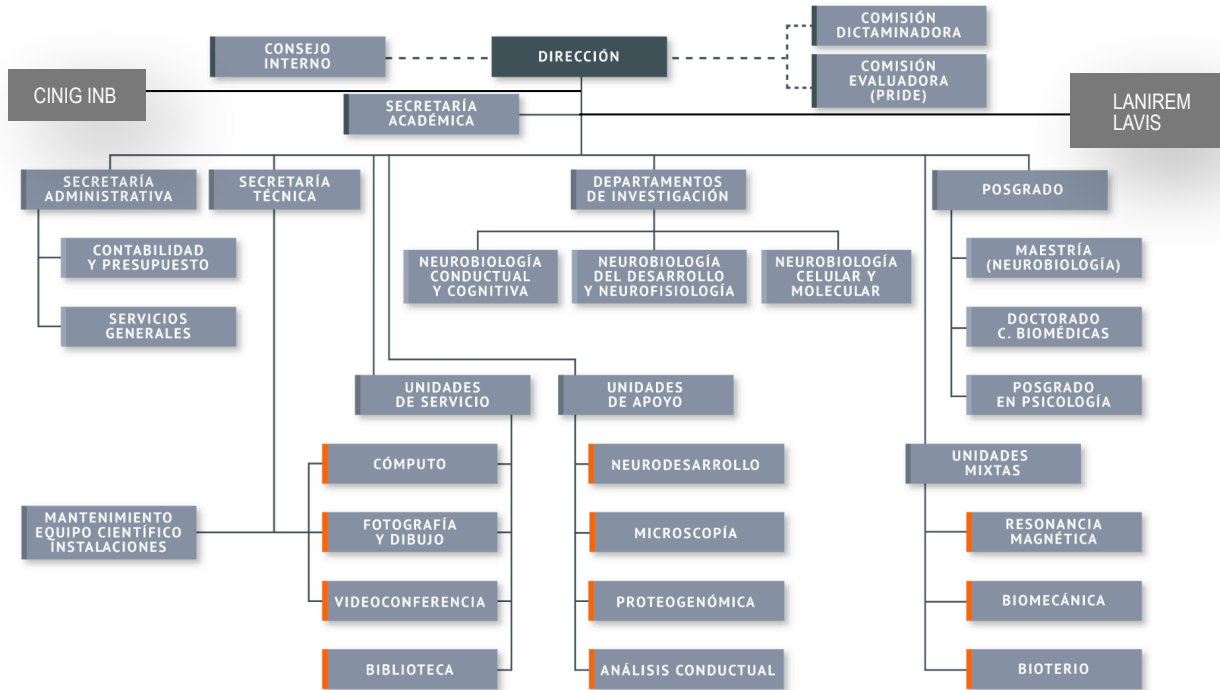 CONSEJO
INTERNO
DIRECCIÓN
COMISIÓN
DICTAMINADORA
COMISIÓN
EVALUADORA
(PRIDE)
CINIG INB
SECRETARÍA
ACADÉMICA
LANIREM
LAVIS
SECRETARÍA
ADMINISTRATIVA
SECRETARÍA
TÉCNICA
DEPARTAMENTOS
DE INVESTIGACIÓN
POSGRADO
CONTABILIDAD
Y PRESUPUESTO
SERVICIOS
GENERALES
NEUROBIOLOGÍA
CONDUCTUAL
Y COGNITIVA
NEUROBIOLOGÍA
DEL DESARROLLO
Y NEUROFISIOLOGÍA
NEUROBIOLOGÍA
CELULAR Y
MOLECULAR
MAESTRÍA
(NEUROBIOLOGÍA)
DOCTORADO
C. BIOMÉDICAS
POSGRADO
EN PSICOLOGÍA
UNIDADES
DE SERVICIO
UNIDADES
DE APOYO
UNIDADES
MIXTAS
MANTENIMIENTO
EQUIPO CIENTÍFICO
INSTALACIONES
CÓMPUTO
FOTOGRAFÍA
Y DIBUJO
VIDEOCONFERENCIA
BIBLIOTECA
NEURODESARROLLO
MICROSCOPÍA
PROTEOGENÓMICA
ANÁLISIS CONDUCTUAL
RESONANCIA
MAGNÉTICA
BIOMECÁNICA
BIOTERIO